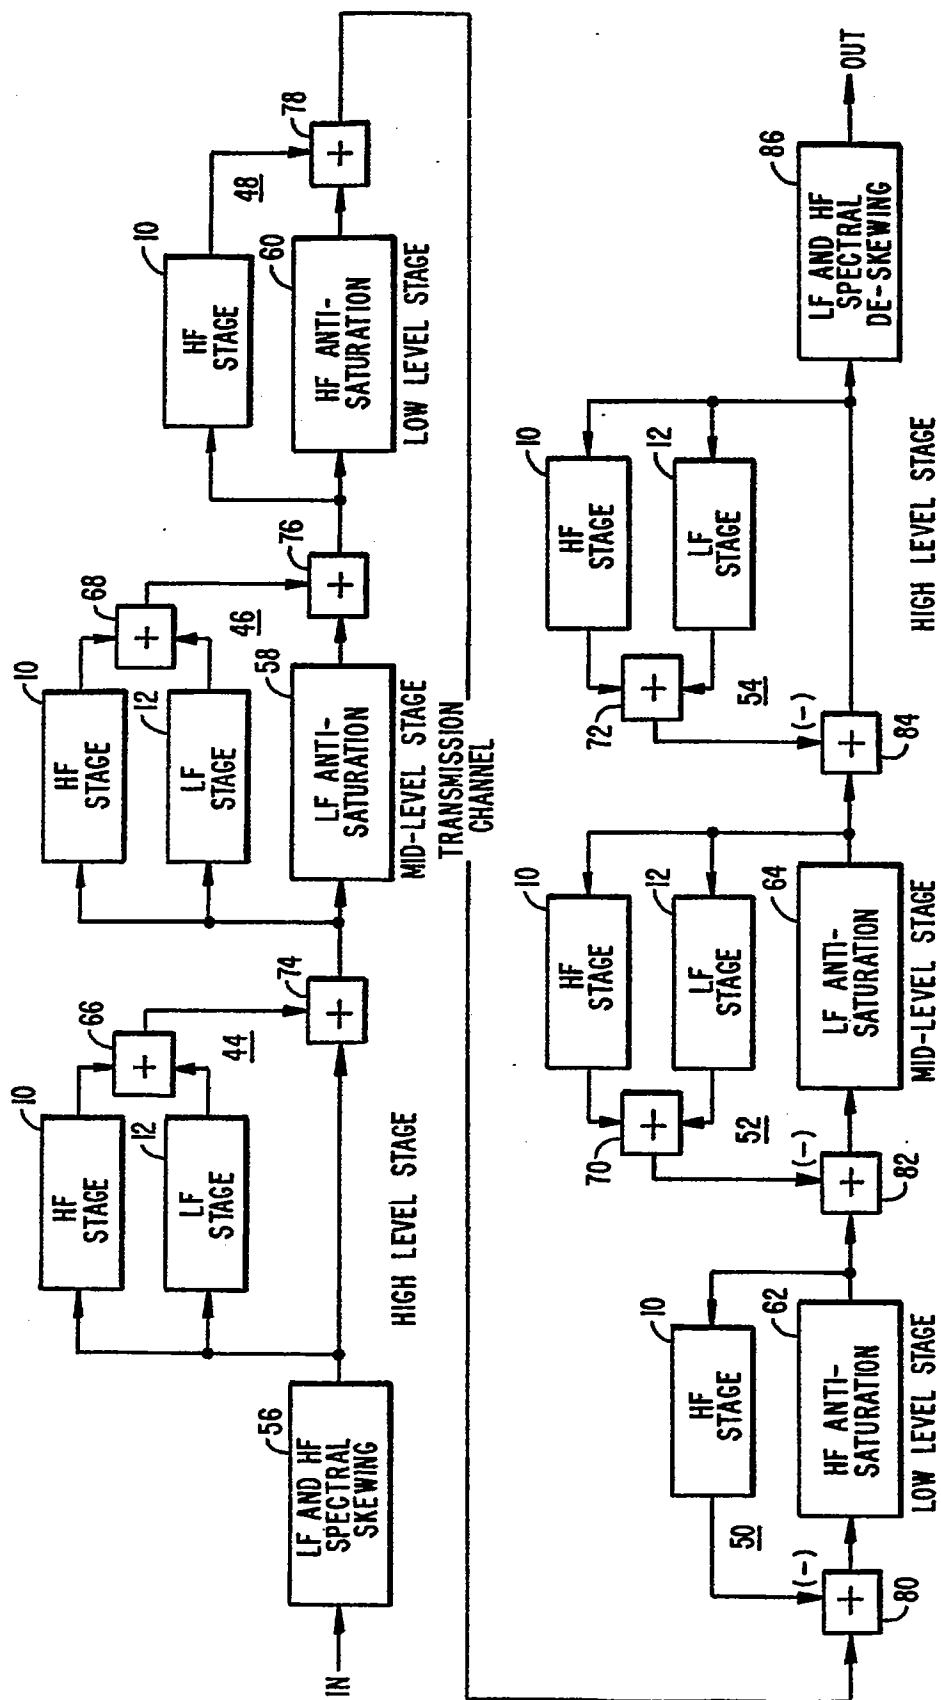 IN
LF AND HF
SPECTRAL
SKEWING
56
HF
STAGE
10
LF
STAGE
12
+
66
44
+
74
HIGH LEVEL STAGE
HF
STAGE
10
LF
STAGE
12
+
68
46
LF ANTI-
SATURATION
58
+
76
MID-LEVEL STAGE
HF
STAGE
10
48
HF ANTI-
SATURATION
60
+
78
LOW LEVEL STAGE
TRANSMISSION
CHANNEL
+
80
(-)
50
HF
STAGE
10
HF ANTI-
SATURATION
62
LOW LEVEL STAGE
+
82
(-)
52
+
70
HF
STAGE
10
LF
STAGE
12
LF ANTI-
SATURATION
64
MID-LEVEL STAGE
+
84
(-)
54
+
72
HF
STAGE
10
LF
STAGE
12
HIGH LEVEL STAGE
LF AND HF
SPECTRAL
DE-SKEWING
86
OUT